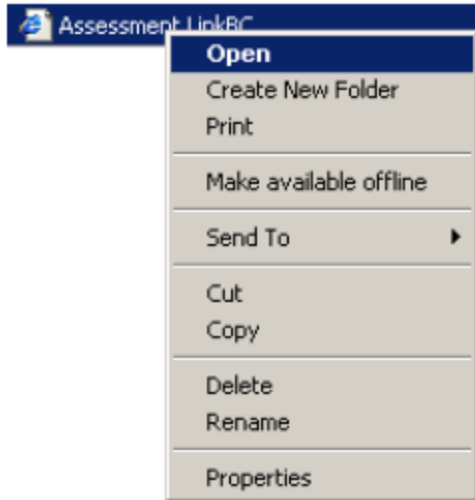 Assessment LinkBC
Open
Create New Folder
Print
Make available offline
Send To
Cut
Copy
Delete
Rename
Properties